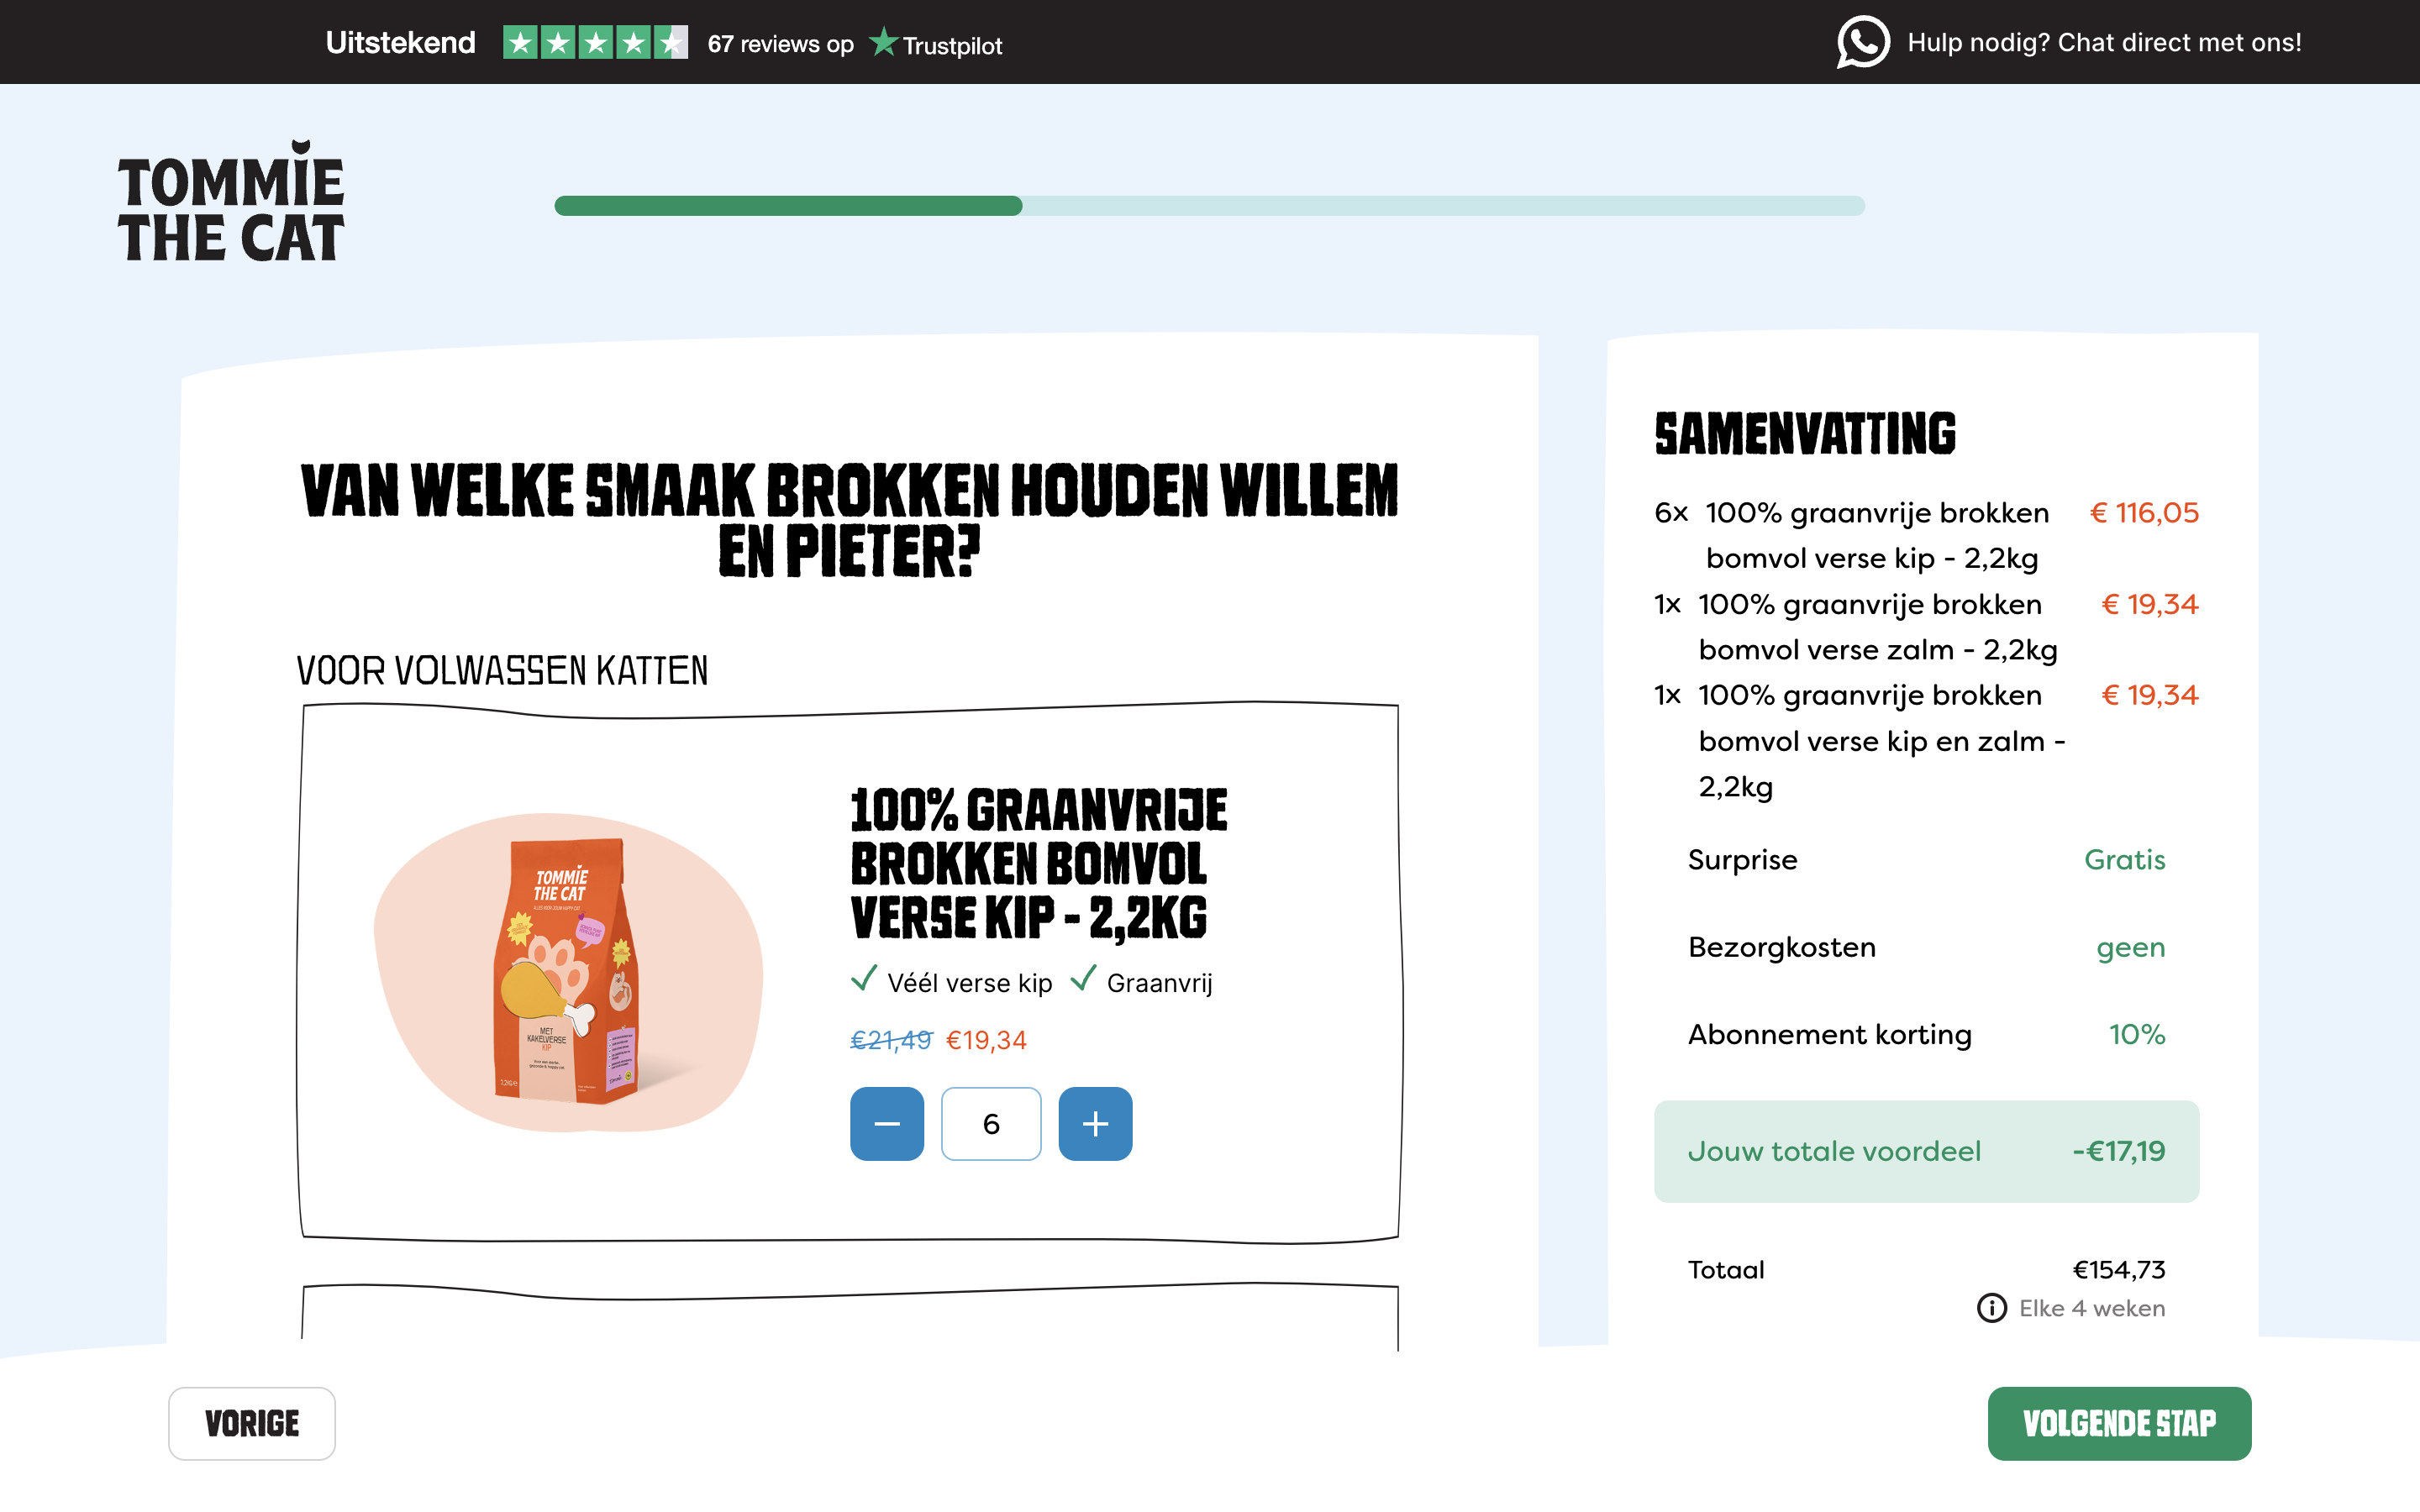 Uitstekend
67 reviews op Trustpilot
Hulp nodig? Chat direct met ons!
TOMMIE
THE CAT
VAN WELKE SMAAK BROKKEN HOUDEN WILLEM
EN PIETER?
VOOR VOLWASSEN KATTEN
TOMMIE
THE CAT
MET
KAKELVERSE
KIP
100% GRAANVRIJE
BROKKEN BOMVOL
VERSE KIP - 2,2KG
Véél verse kip Graanvrij
€21,49 €19,34
6
SAMENVATTING
6x 100% graanvrije brokken € 116,05
bomvol verse kip - 2,2kg
1x 100% graanvrije brokken € 19,34
bomvol verse zalm - 2,2kg
1x 100% graanvrije brokken € 19,34
bomvol verse kip en zalm -
2,2kg
Surprise Gratis
Bezorgkosten geen
Abonnement korting 10%
Jouw totale voordeel -€17,19
Totaal €154,73
Elke 4 weken
VORIGE
VOLGENDE STAP